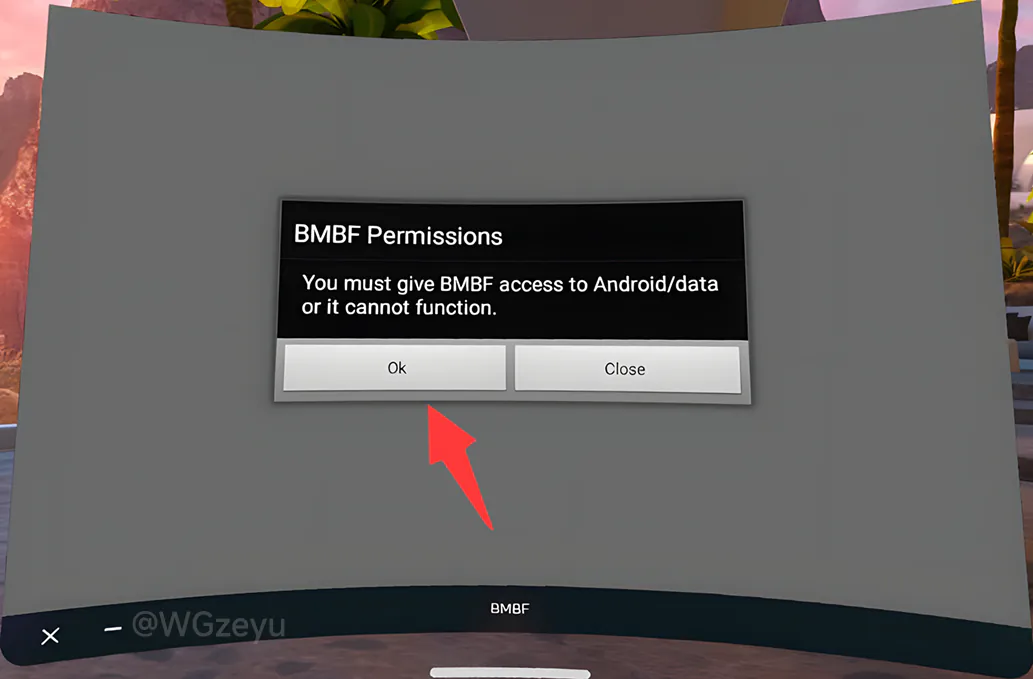 BMBF Permissions
You must give BMBF access to Android/data
or it cannot function.
Ok
Close
BMBF
@WGzeyu